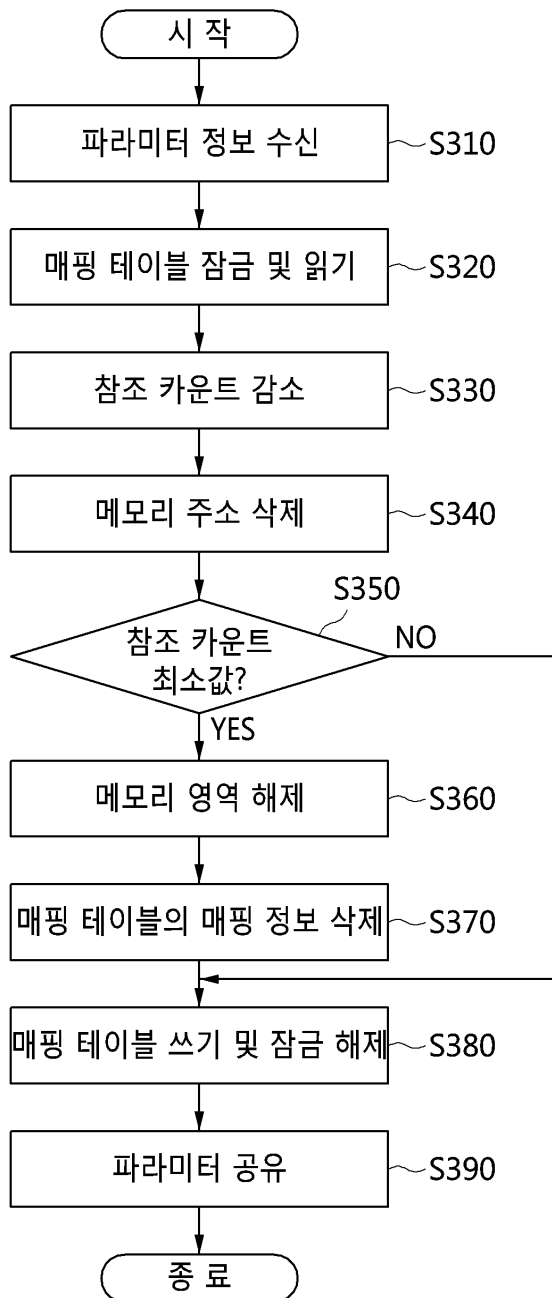 시 작
파라미터 정보 수신
S310
매핑 테이블 잠금 및 읽기
S320
참조 카운트 감소
S330
메모리 주소 삭제
S340
S350
참조 카운트
최소값?
NO
YES
메모리 영역 해제
S360
매핑 테이블의 매핑 정보 삭제
S370
매핑 테이블 쓰기 및 잠금 해제
S380
파라미터 공유
S390
종 료